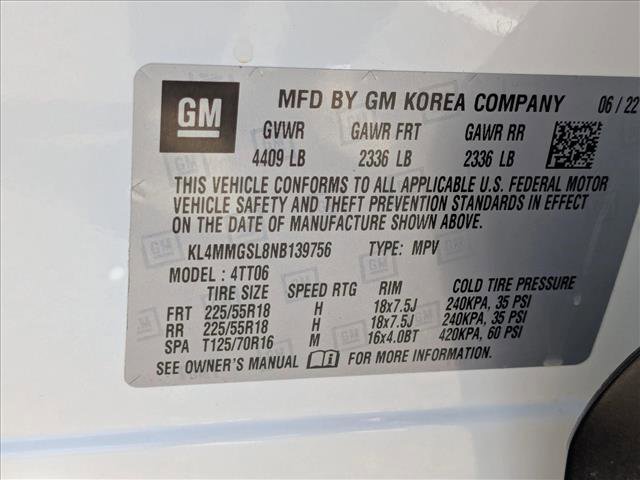 GM MFD BY GM KOREA COMPANY 06/22
GVWR GAWR FRT GAWR RR
4409 LB 2336 LB 2336 LB
THIS VEHICLE CONFORMS TO ALL APPLICABLE U.S. FEDERAL MOTOR
VEHICLE SAFETY AND THEFT PREVENTION STANDARDS IN EFFECT
ON THE DATE OF MANUFACTURE SHOWN ABOVE.
KL4MMGSL8NB139756 TYPE: MPV
MODEL : 4TT06
TIRE SIZE SPEED RTG RIM COLD TIRE PRESSURE
FRT 225/55R18 H 18x7.5J 240KPA, 35 PSI
RR 225/55R18 H 18x7.5J 240KPA, 35 PSI
SPA T125/70R16 M 16x4.0BT 420KPA, 60 PSI
SEE OWNER'S MANUAL FOR MORE INFORMATION.